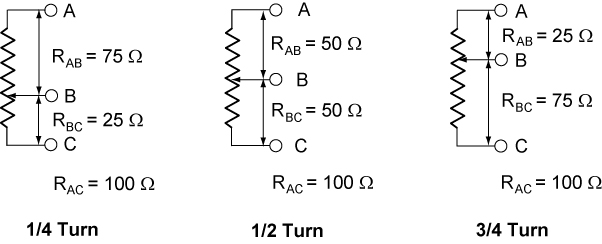 A
R_AB = 75 Ω
B
R_BC = 25 Ω
C
R_AC = 100 Ω
1/4 Turn
A
R_AB = 50 Ω
B
R_BC = 50 Ω
C
R_AC = 100 Ω
1/2 Turn
A
R_AB = 25 Ω
B
R_BC = 75 Ω
C
R_AC = 100 Ω
3/4 Turn